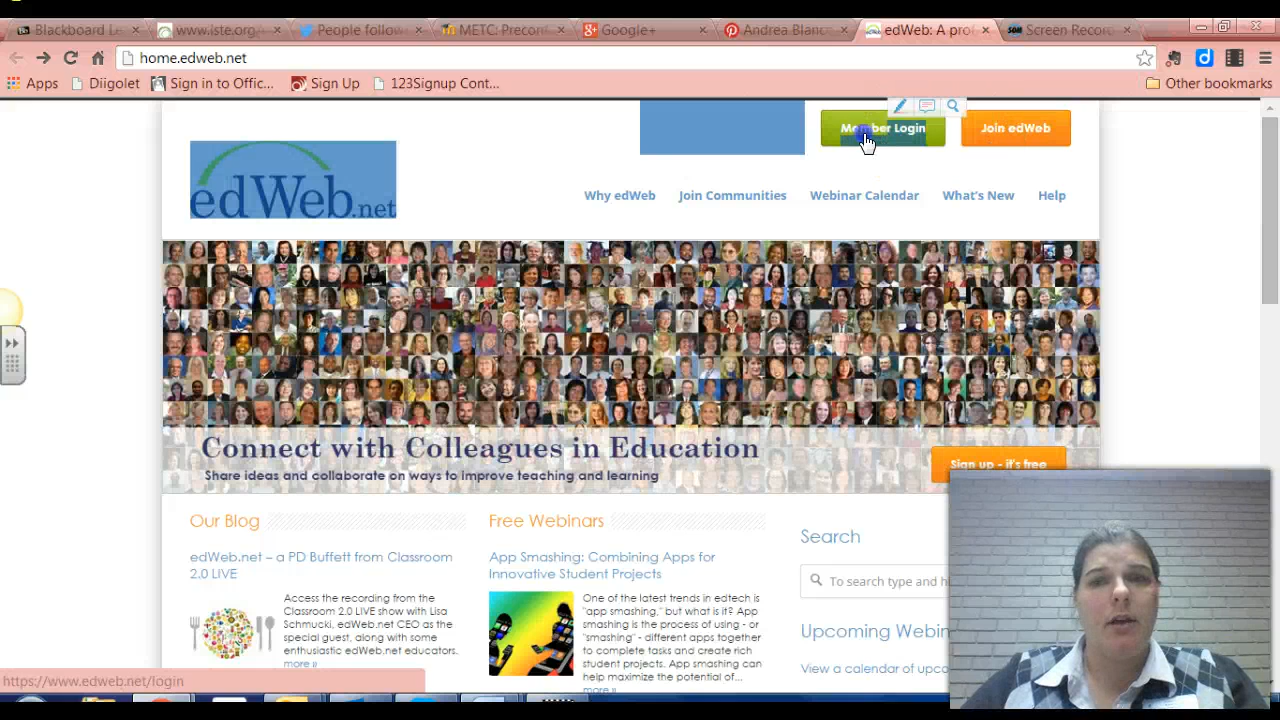 Blackboard Le
www.iste.org/
People follow
METC: Precon
Google+
Andrea Blanc
edWeb: A prof
Screen Record
home.edweb.net
Apps
Diigolet
Sign in to Offic...
Sign Up
123Signup Cont...
Other bookmarks
Member Login
Join edWeb
edWeb.net
Why edWeb
Join Communities
Webinar Calendar
What's New
Help
Connect with Colleagues in Education
Share ideas and collaborate on ways to improve teaching and learning
Sign up - it's free
Our Blog
edWeb.net – a PD Buffett from Classroom
2.0 LIVE
Access the recording from the
Classroom 2.0 LIVE show with Lisa
Schmucki, edWeb.net CEO as the
special guest, along with some
enthusiastic edWeb.net educators.
more »
Free Webinars
App Smashing: Combining Apps for
Innovative Student Projects
One of the latest trends in edtech is
"app smashing," but what is it? App
smashing is the process of using - or
"smashing" - different apps together
to complete tasks and create rich
student projects. App smashing can
help maximize the potential of...
more »
Search
To search type and hi
Upcoming Webin
View a calendar of upco
https://www.edweb.net/login